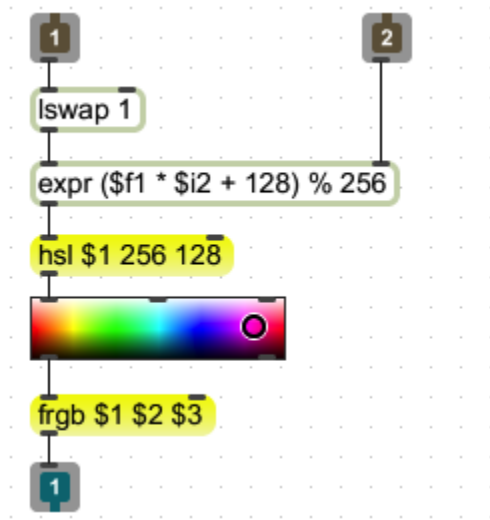 1 2
lswap 1
expr ($f1 * $i2 + 128) % 256
hsl $1 256 128
frgb $1 $2 $3
1